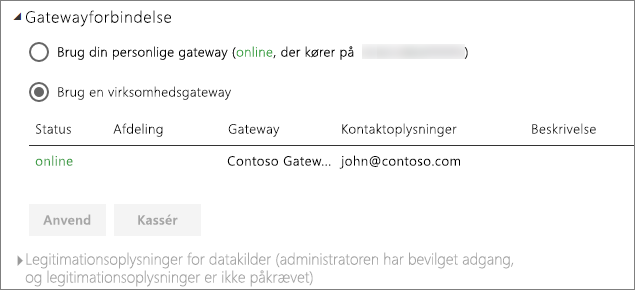 Gatewayforbindelse
Brug din personlige gateway (online, der kører på )
Brug en virksomhedsgateway
Status Afdeling Gateway Kontaktoplysninger Beskrivelse
online Contoso Gatew... john@contoso.com
Anvend Kassér
Legitimationsoplysninger for datakilder (administratoren har bevilget adgang,
og legitimationsoplysninger er ikke påkrævet)